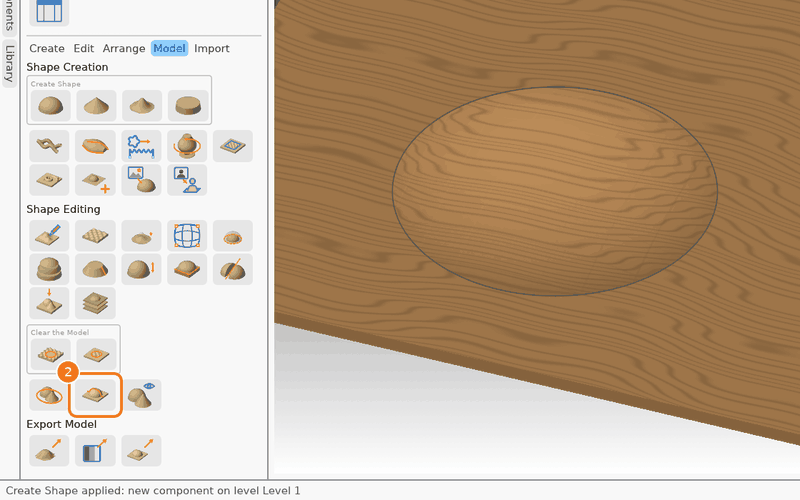 nents
Library
Create Edit Arrange Model Import
Shape Creation
Create Shape
Shape Editing
Clear the Model
2
Export Model
Create Shape applied: new component on level Level 1